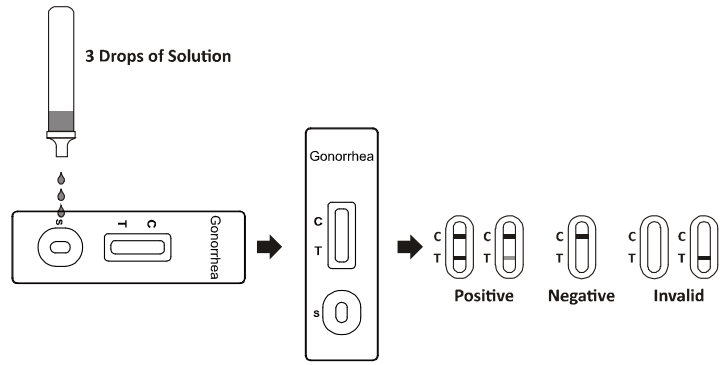 3 Drops of Solution
s
T
C
Gonorrhea
Gonorrhea
C
T
s
C
T
C
T
Positive
C
T
Negative
C
T
C
T
Invalid